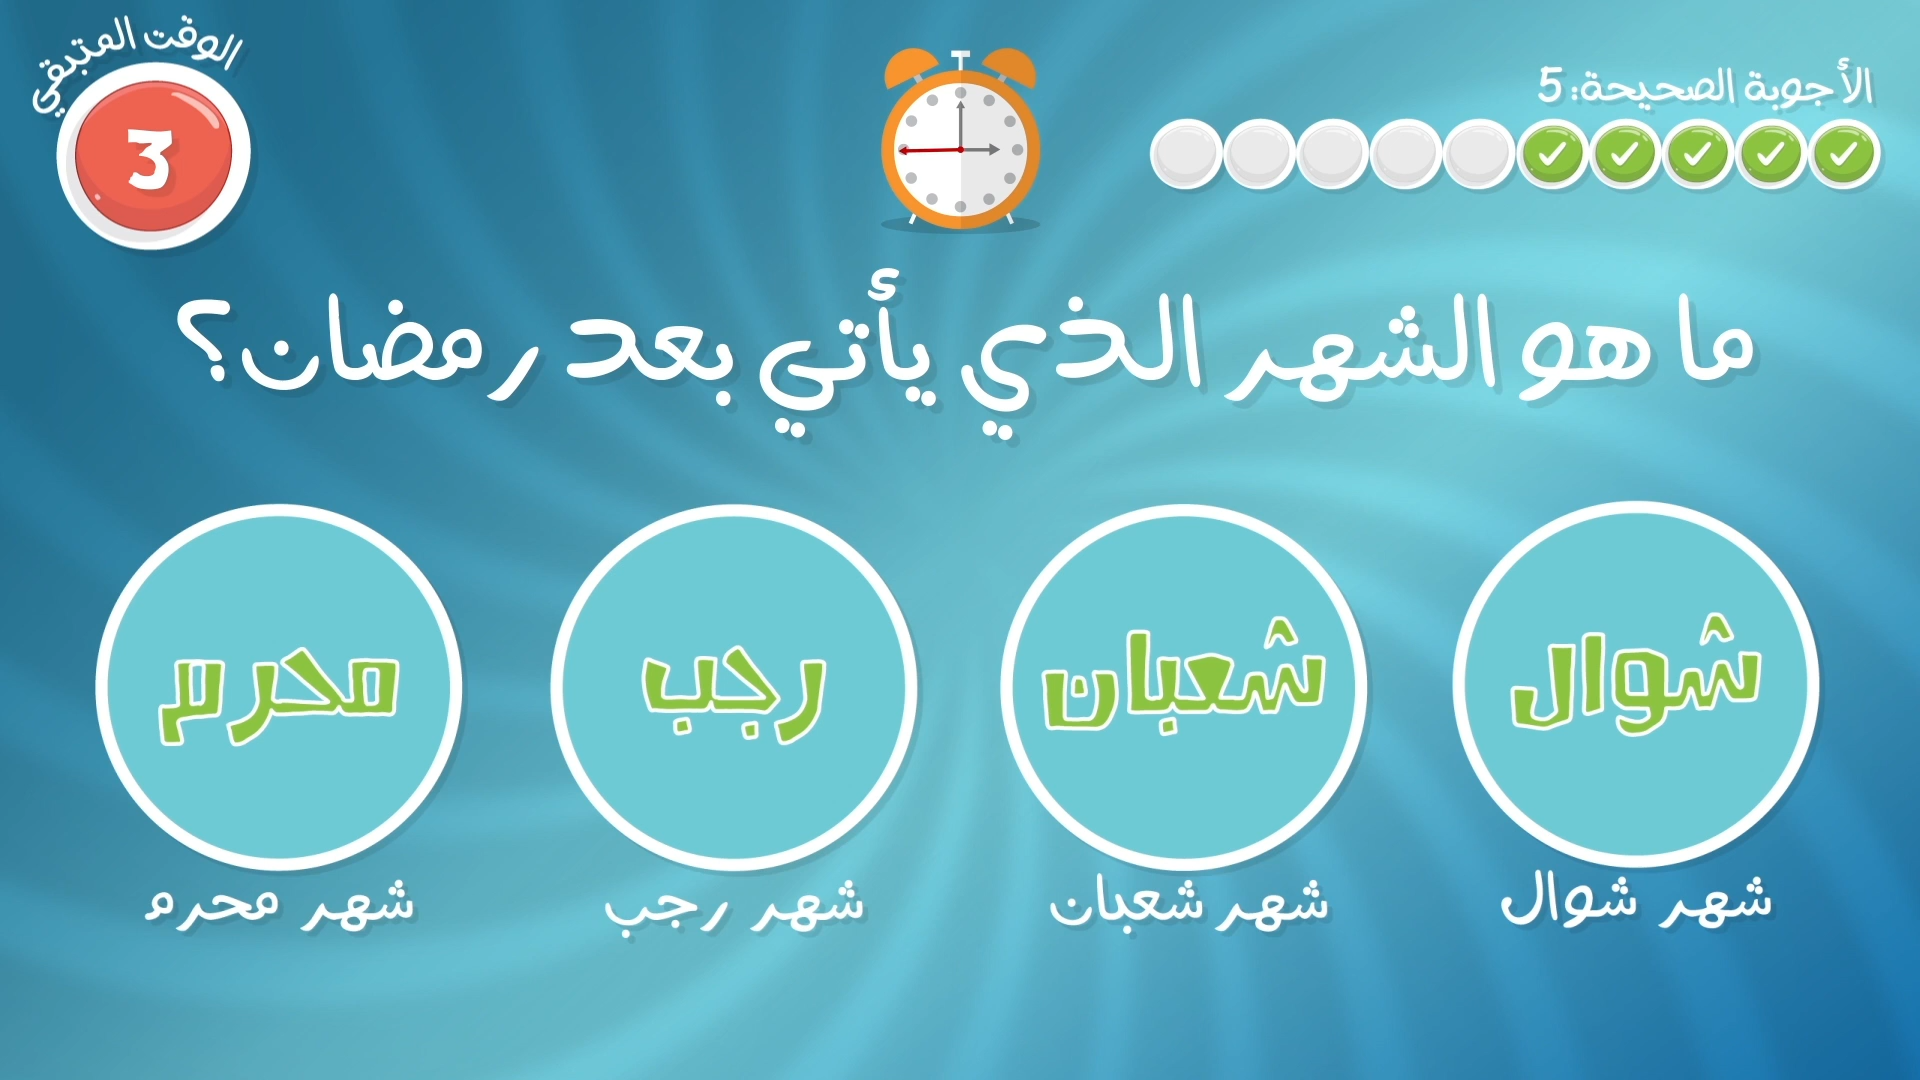 الوقت المتبقي
3
الأجوبة الصحيحة: 5
ما هو الشهر الذي يأتي بعد رمضان؟
شوال
شعبان
رجب
محرم
شهر شوال
شهر شعبان
شهر رجب
شهر محرم